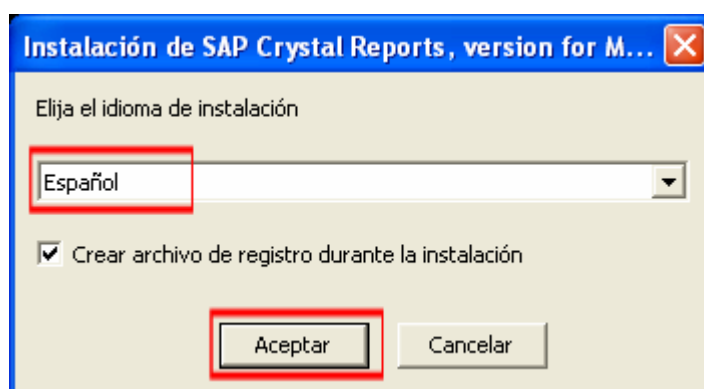 Instalación de SAP Crystal Reports, version for M...
Elija el idioma de instalación
Español
Crear archivo de registro durante la instalación
Aceptar
Cancelar